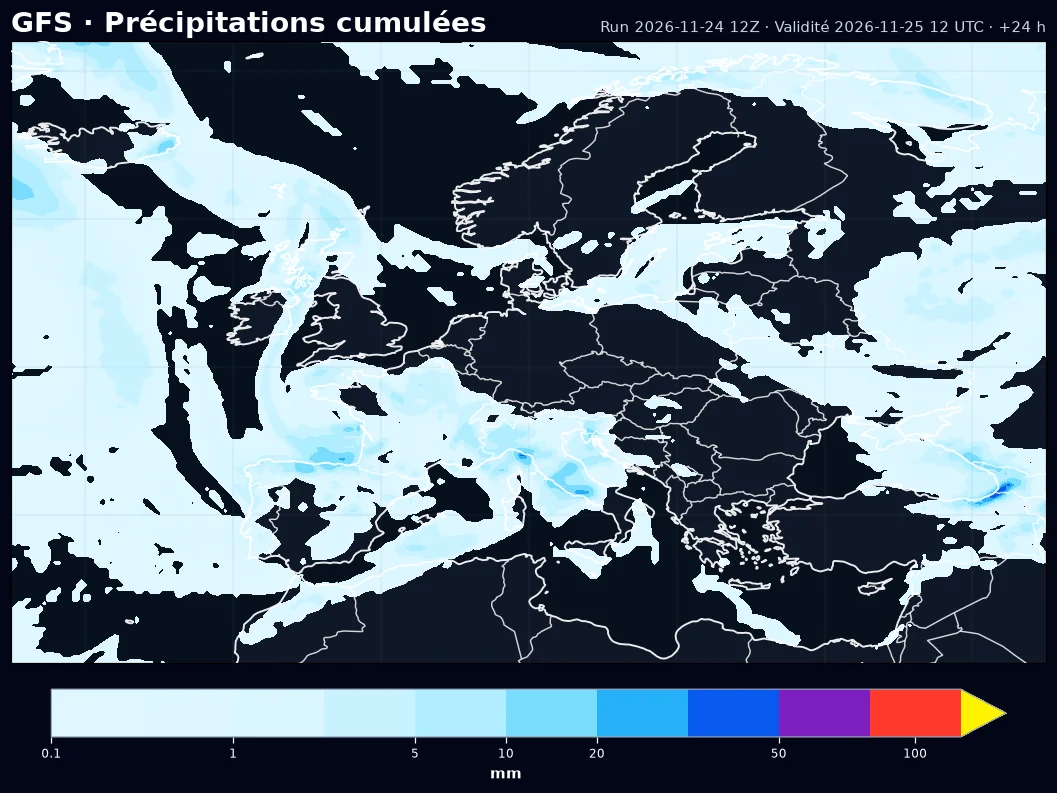 GFS · Précipitations cumulées
Run 2026-11-24 12Z · Validité 2026-11-25 12 UTC · +24 h
0.1 1 5 10 20 50 100
mm